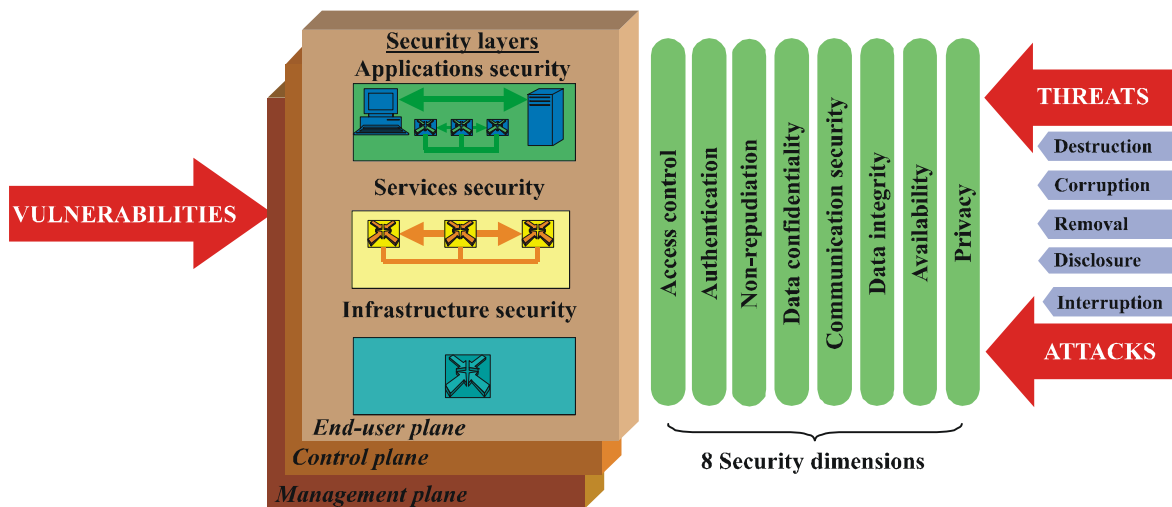 Security layers
Applications security
Services security
Infrastructure security
End-user plane
Control plane
Management plane
VULNERABILITIES
Access control
Authentication
Non-repudiation
Data confidentiality
Communication security
Data integrity
Availability
Privacy
8 Security dimensions
THREATS
Destruction
Corruption
Removal
Disclosure
Interruption
ATTACKS